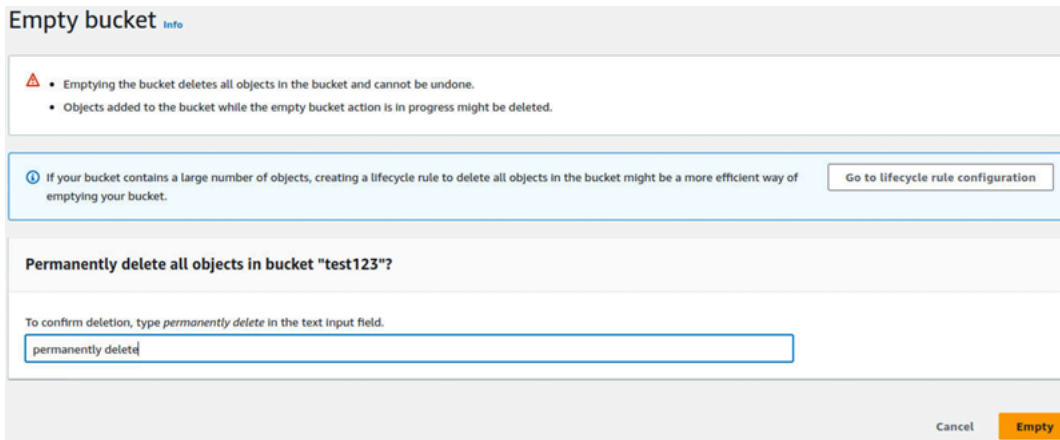 Empty bucket Info
• Emptying the bucket deletes all objects in the bucket and cannot be undone.
• Objects added to the bucket while the empty bucket action is in progress might be deleted.
If your bucket contains a large number of objects, creating a lifecycle rule to delete all objects in the bucket might be a more efficient way of
emptying your bucket.
Go to lifecycle rule configuration
Permanently delete all objects in bucket "test123"?
To confirm deletion, type permanently delete in the text input field.
permanently delete
Cancel Empty